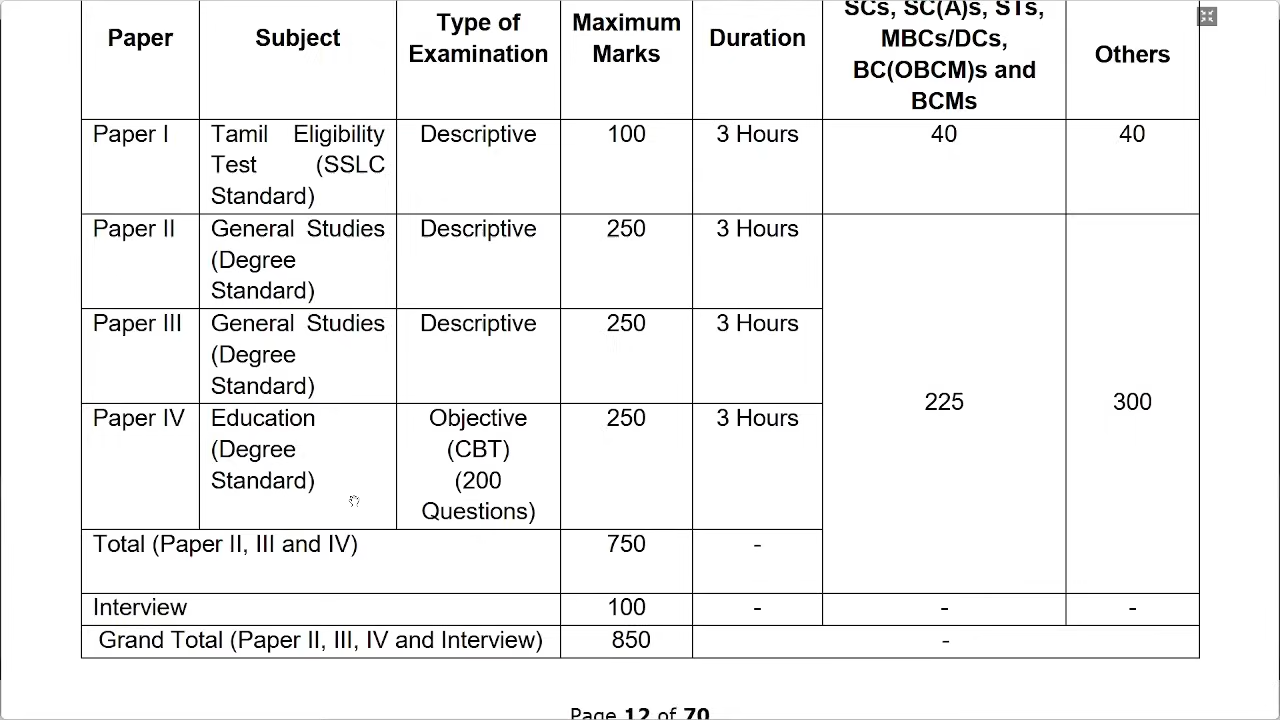 Paper
Subject
Type of
Examination
Maximum
Marks
Duration
SCs, SC(A)s, STs,
MBCs/DCs,
BC(OBCM)s and
BCMs
Others
Paper I
Tamil Eligibility
Test (SSLC
Standard)
Descriptive
100
3 Hours
40
40
Paper II
General Studies
(Degree
Standard)
Descriptive
250
3 Hours
Paper III
General Studies
(Degree
Standard)
Descriptive
250
3 Hours
225
300
Paper IV
Education
(Degree
Standard)
Objective
(CBT)
(200
Questions)
250
3 Hours
Total (Paper II, III and IV)
750
-
Interview
100
-
-
-
Grand Total (Paper II, III, IV and Interview)
850
-
Page 12 of 70